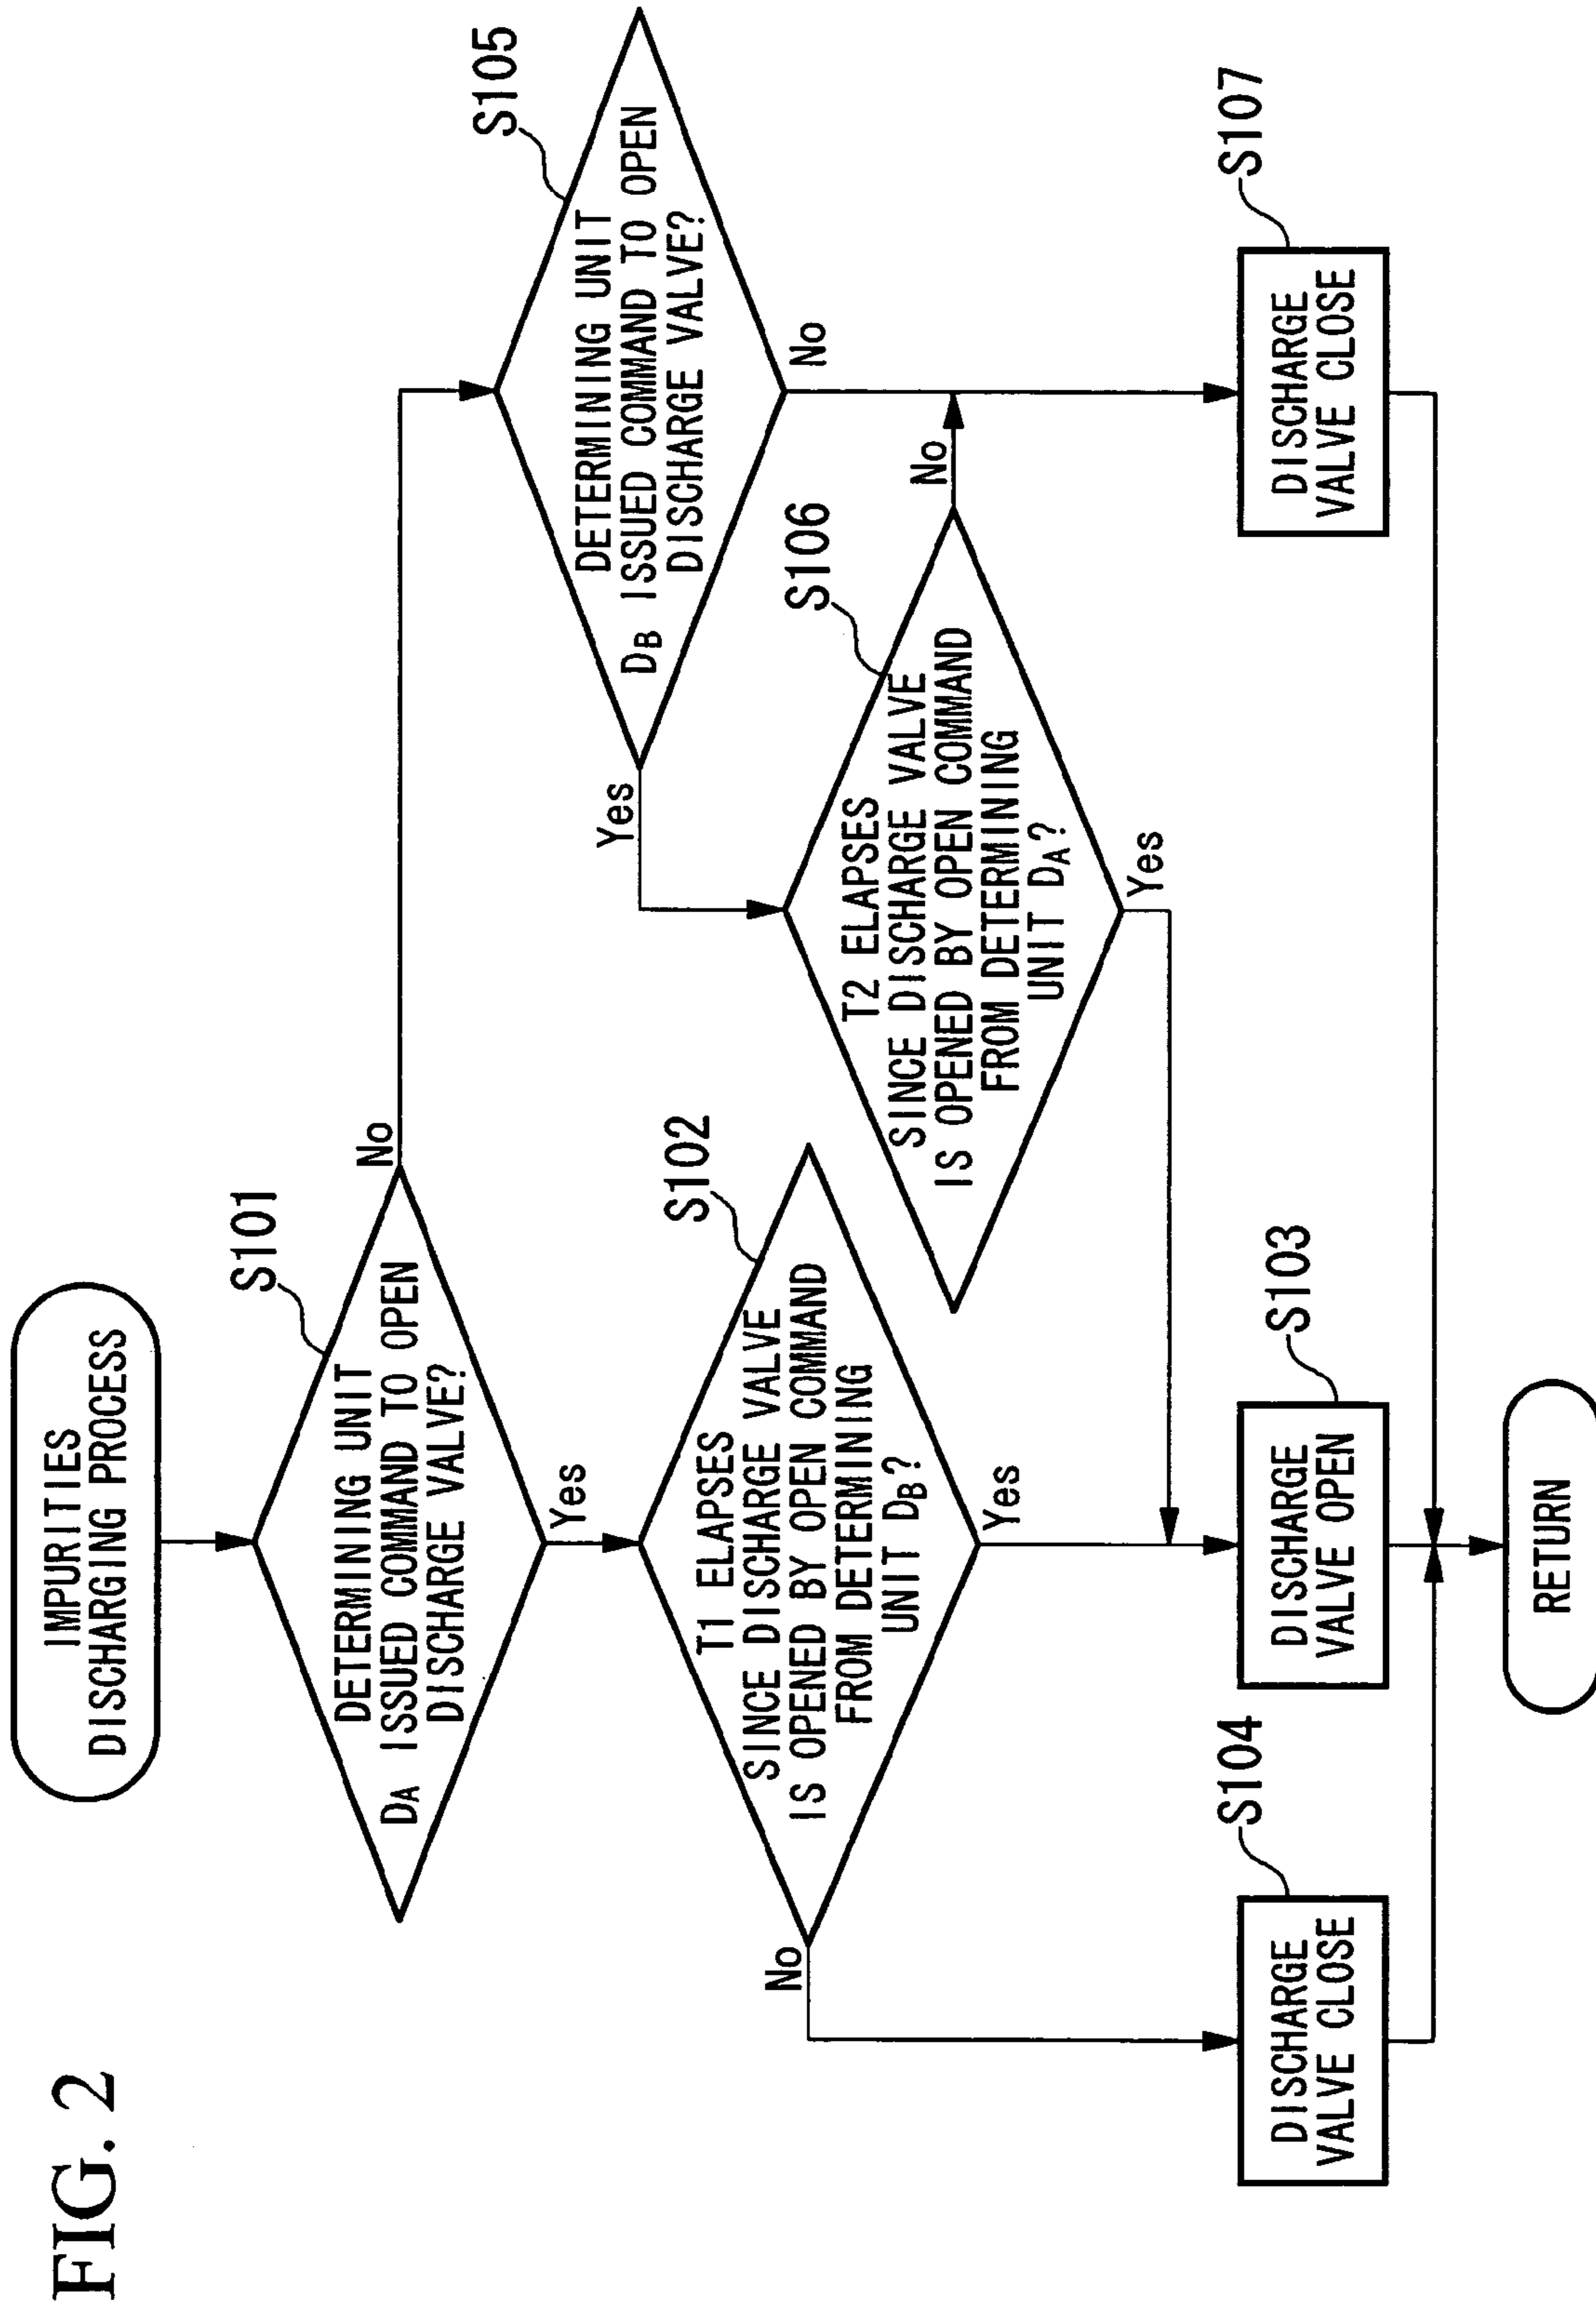 FIG. 2
IMPURITIES
DISCHARGING PROCESS
S101
DETERMINING UNIT
DA ISSUED COMMAND TO OPEN
DISCHARGE VALVE?
No
Yes
S102
T1 ELAPSES
SINCE DISCHARGE VALVE
IS OPENED BY OPEN COMMAND
FROM DETERMINING
UNIT DB?
No
Yes
S105
DETERMINING UNIT
DB ISSUED COMMAND TO OPEN
DISCHARGE VALVE?
Yes
No
S106
T2 ELAPSES
SINCE DISCHARGE VALVE
IS OPENED BY OPEN COMMAND
FROM DETERMINING
UNIT DA?
No
Yes
S104
DISCHARGE
VALVE CLOSE
S103
DISCHARGE
VALVE OPEN
S107
DISCHARGE
VALVE CLOSE
RETURN